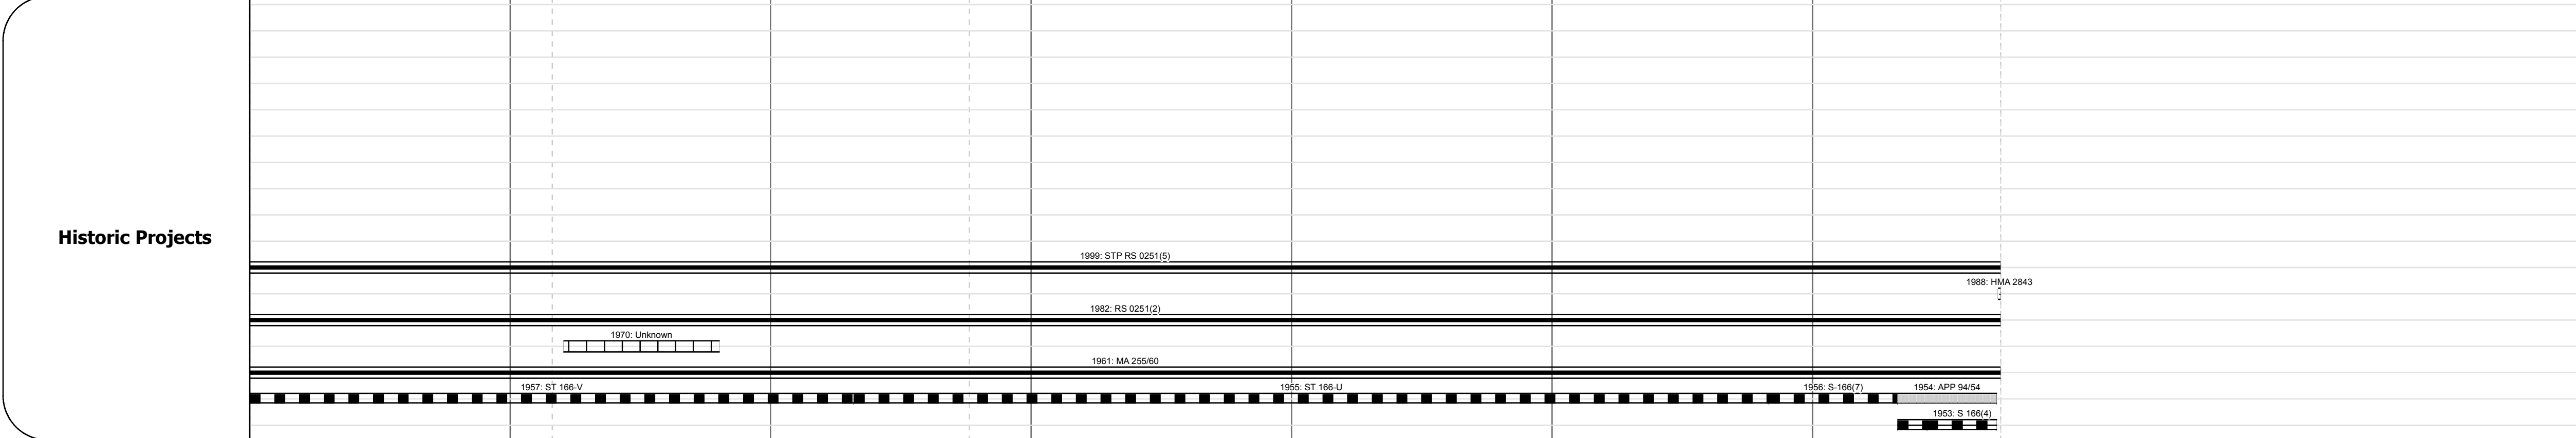 Historic Projects
1999: STP RS 0251(5)
1988: HMA 2843
1982: RS 0251(2)
1970: Unknown
1961: MA 255/60
1957: ST 166-V
1955: ST 166-U
1956: S-166(7)
1954: APP 94/54
1953: S 166(4)